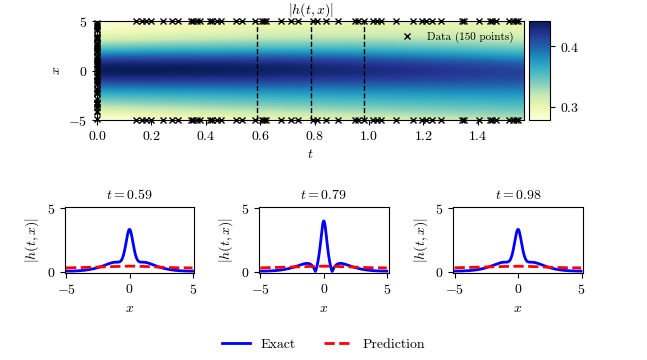 |h(t, x)|
5
0
−5
x
× Data (150 points)
0.4
0.3
0.0 0.2 0.4 0.6 0.8 1.0 1.2 1.4
t
t = 0.59 t = 0.79 t = 0.98
5 5 5
|h(t, x)| |h(t, x)| |h(t, x)|
0 0 0
−5 0 5 −5 0 5 −5 0 5
x x x
Exact Prediction